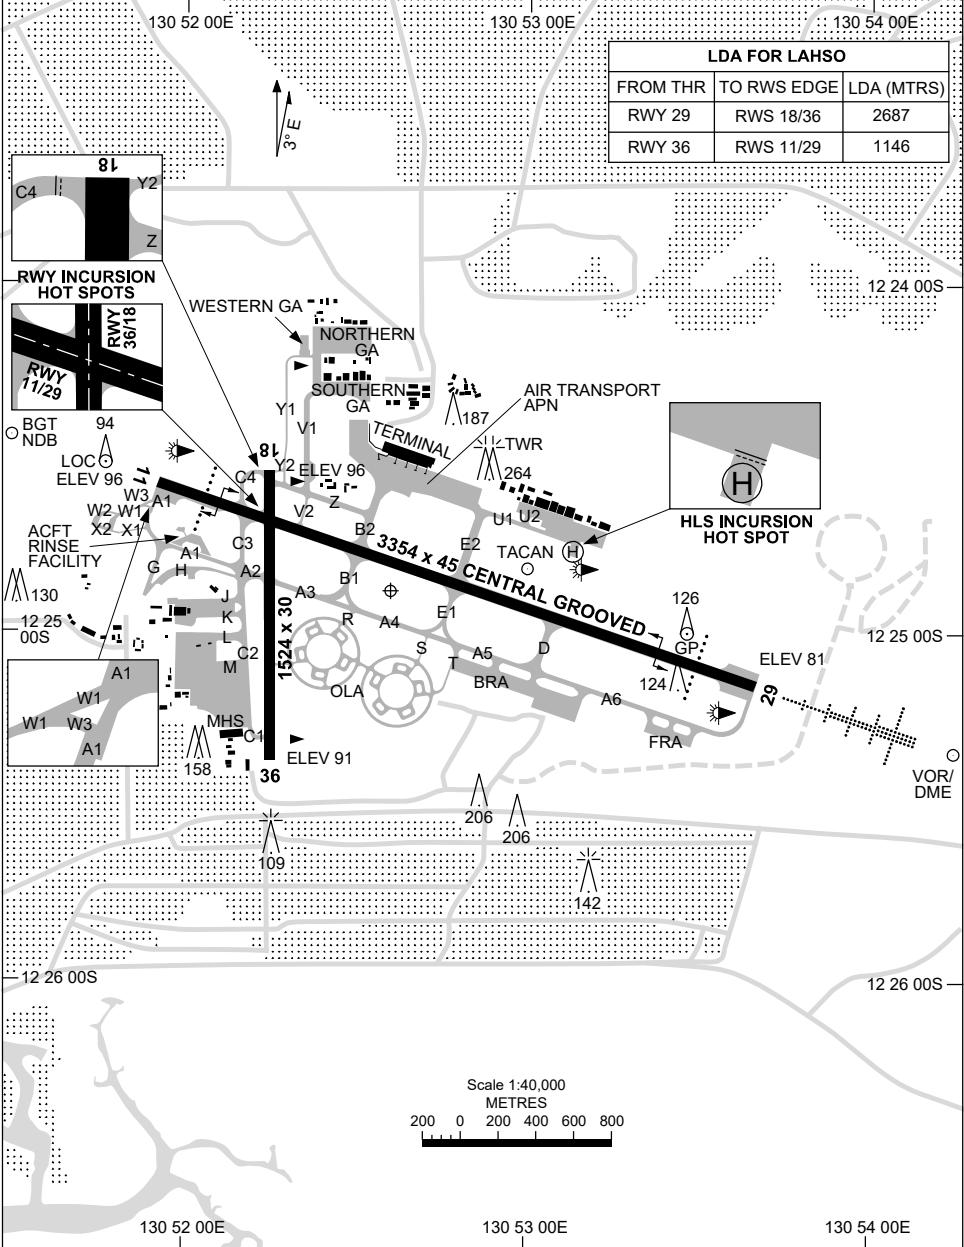 130 52 00E
130 53 00E
130 54 00E
LDA FOR LAHSO
FROM THR TO RWS EDGE LDA (MTRS)
RWY 29 RWS 18/36 2687
RWY 36 RWS 11/29 1146
3° E
18
C4
Y2
Z
RWY INCURSION
HOT SPOTS
12 24 00S
RWY
36/18
RWY
11/29
WESTERN GA
NORTHERN
GA
SOUTHERN
GA
AIR TRANSPORT
APN
Y1
V1
187
TERMINAL
TWR
264
BGT
NDB
94
LOC
ELEV 96
11
18
C4
Y2
ELEV 96
H
HLS INCURSION
HOT SPOT
W3
A1
W2
W1
X2
X1
V2
Z
B2
U1
U2
E2
TACAN
H
ACFT
RINSE
FACILITY
A1
G
H
C3
A2
3354 x 45 CENTRAL GROOVED
130
J
K
L
M
C2
A3
B1
R
A4
E1
S
T
A5
D
BRA
A6
FRA
126
GP
124
ELEV 81
29
12 25
00S
12 25 00S
1524 x 30
OLA
A1
W1
W1
W3
A1
MHS
C1
ELEV 91
158
36
VOR/
DME
206
206
109
142
12 26 00S
12 26 00S
Scale 1:40,000
METRES
200 0 200 400 600 800
130 52 00E
130 53 00E
130 54 00E